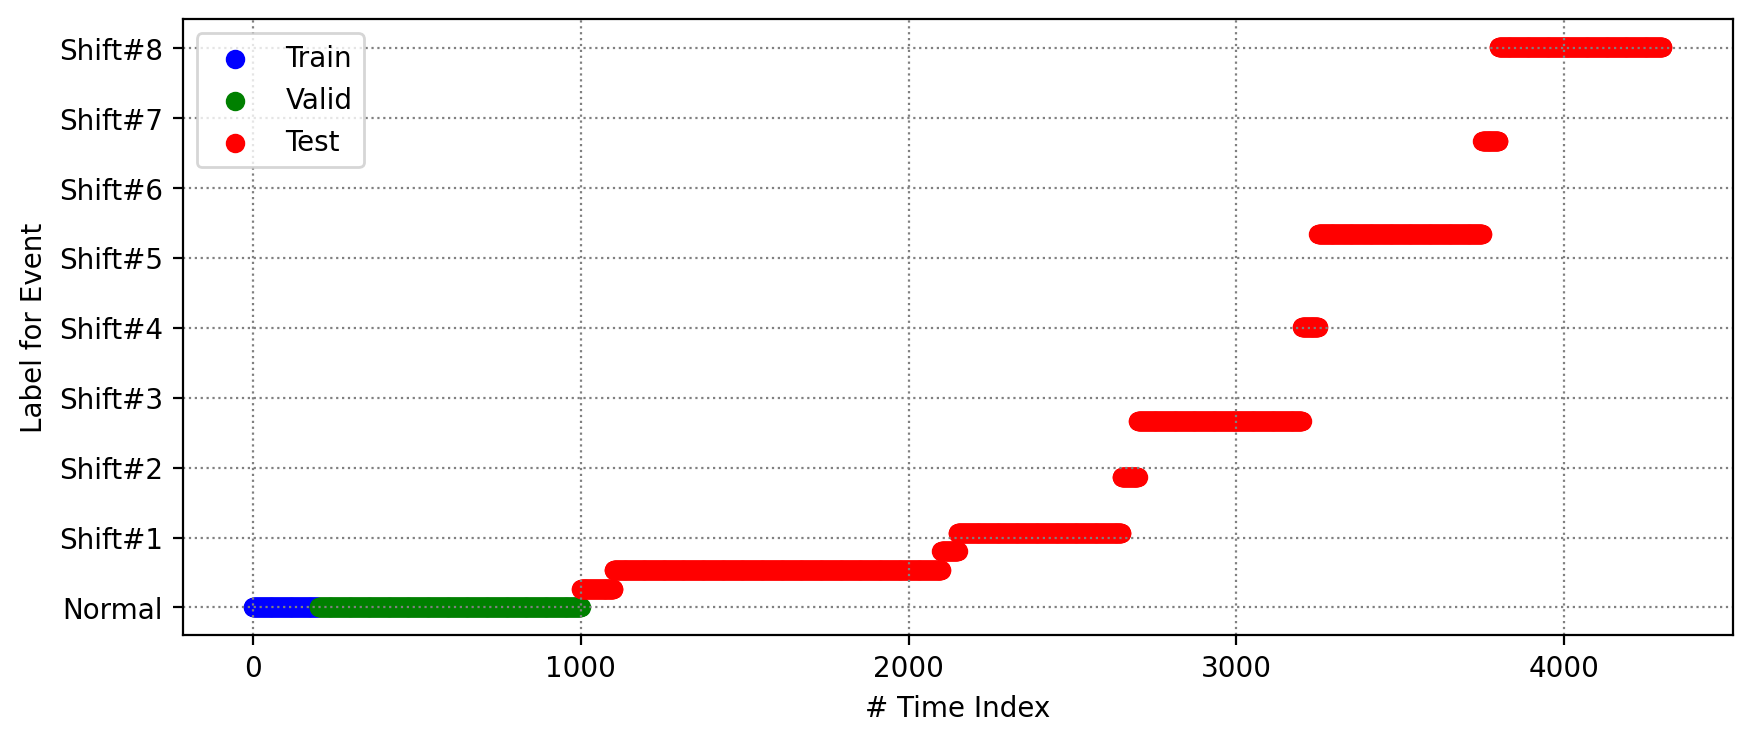 Shift#8
Shift#7
Shift#6
Shift#5
Shift#4
Shift#3
Shift#2
Shift#1
Normal
Label for Event
Train
Valid
Test
0
1000
2000
3000
4000
# Time Index